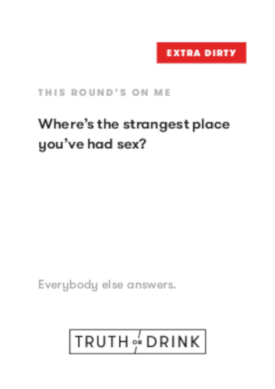 EXTRA DIRTY
THIS ROUND'S ON ME
Where's the strangest place
you've had sex?
Everybody else answers.
TRUTH OR DRINK